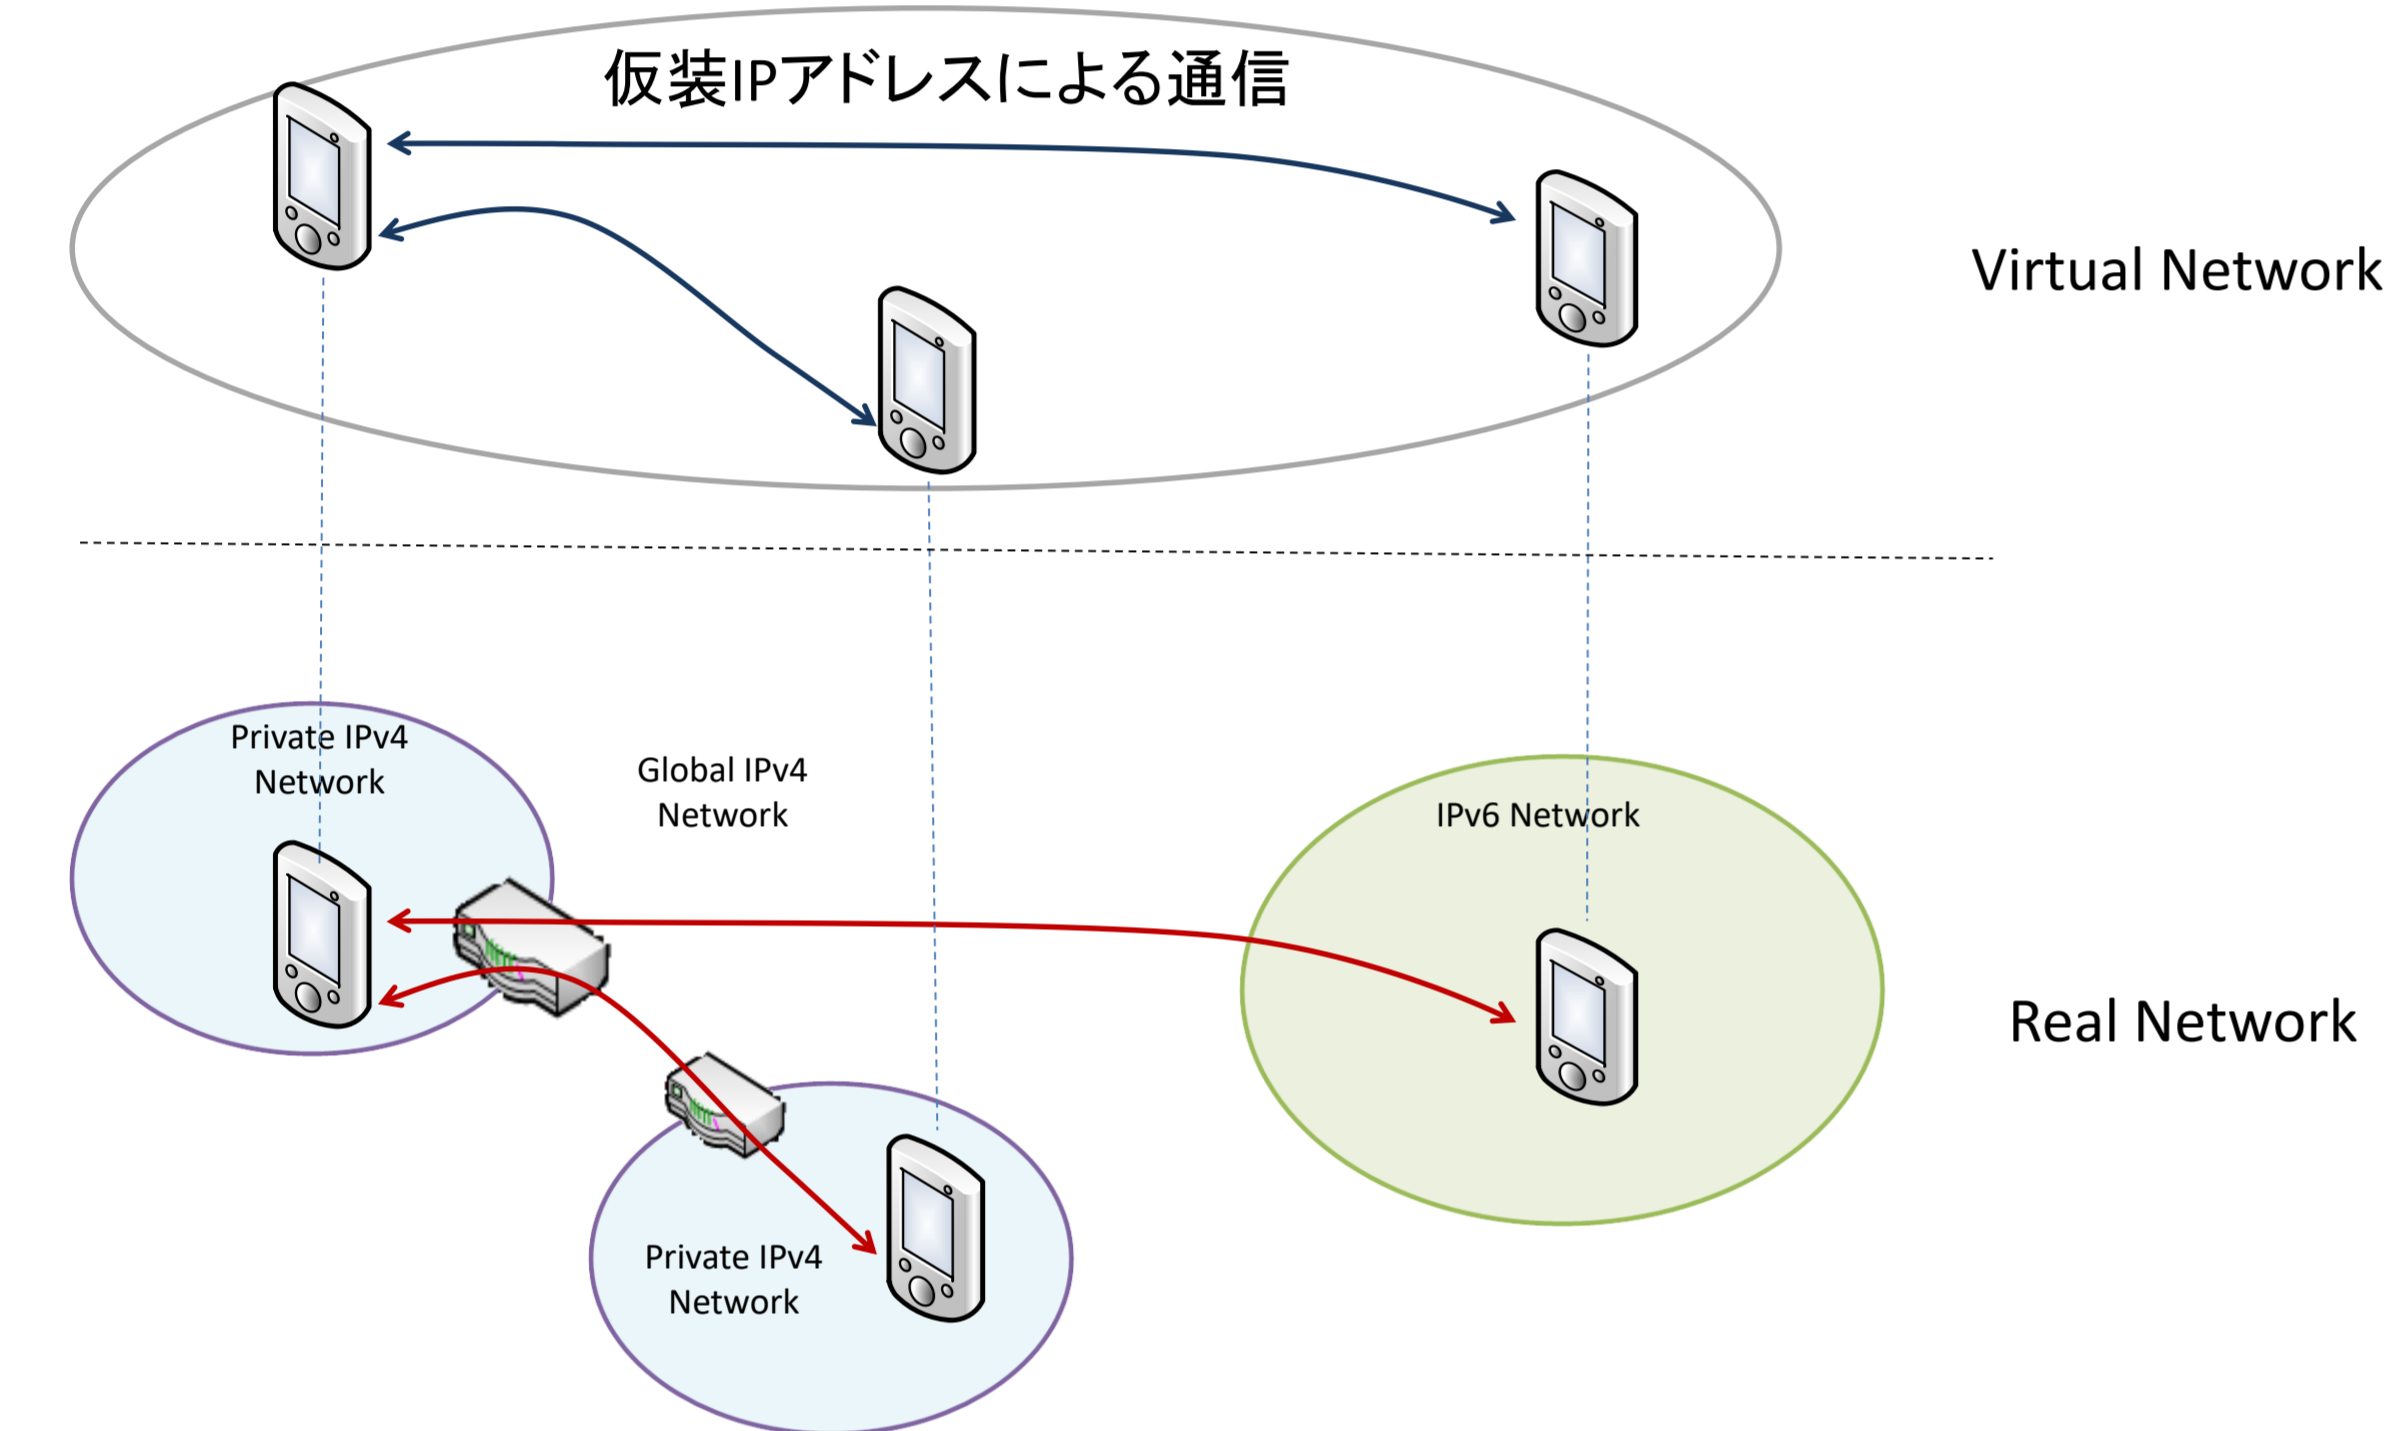 仮装IPアドレスによる通信
Virtual Network
Private IPv4
Network
Global IPv4
Network
IPv6 Network
Real Network
Private IPv4
Network